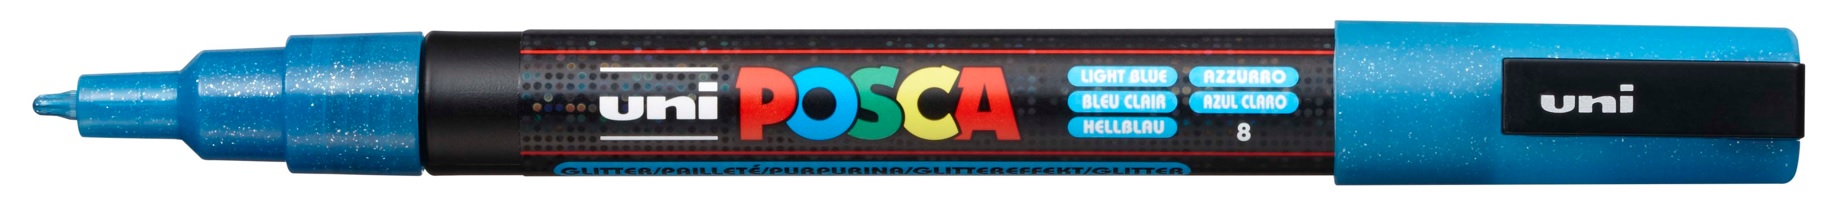 uni POSCA
LIGHT BLUE
BLEU CLAIR
HELLBLAU
AZZURRO
AZUL CLARO
8
GLITTER/PAILLETÉ/PURPURINA/GLITTEREFFEKT/GLITTER
uni